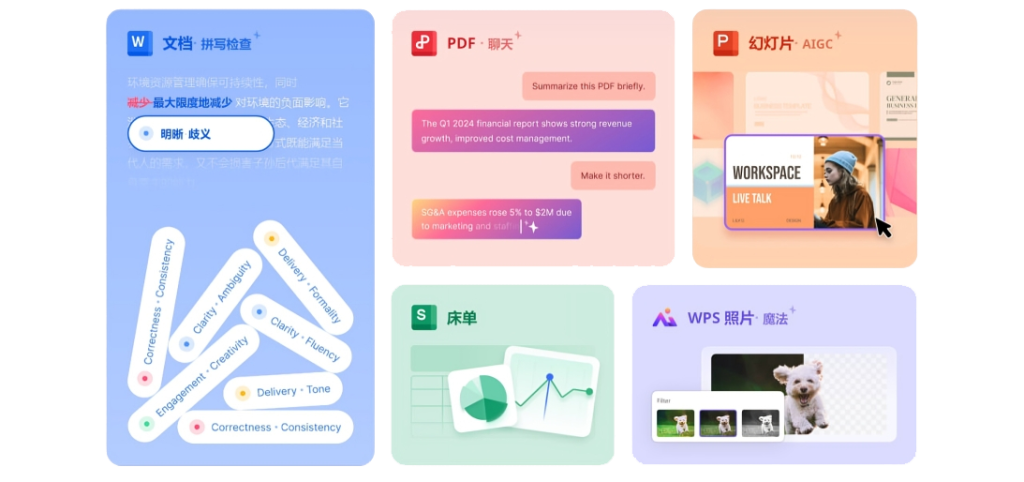 W 文档· 拼写检查
环境资源管理确保可持续性，同时
减少 最大限度地减少 对环境的负面影响。它
态、经济和社
明晰 歧义
式既能满足当
代人的需求，又不会损害子孙后代满足其自
Correctness · Consistency
Clarity · Ambiguity
Delivery · Formality
Clarity · Fluency
Engagement · Creativity
Delivery · Tone
Correctness · Consistency
PDF · 聊天
Summarize this PDF briefly.
The Q1 2024 financial report shows strong revenue
growth, improved cost management.
Make it shorter.
SG&A expenses rose 5% to $2M due
to marketing and staff
P 幻灯片 · AIGC
BUSINESS TEMPLATE
GENERAL
WORKSPACE
LIVE TALK
S 床单
WPS 照片· 魔法
Filter